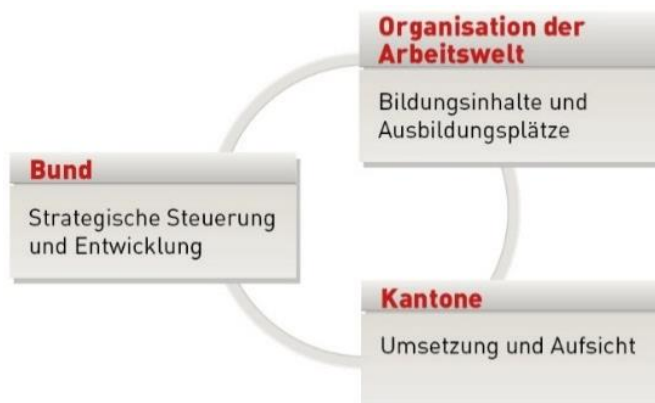 Organisation der
Arbeitswelt
Bildungsinhalte und
Ausbildungsplätze
Bund
Strategische Steuerung
und Entwicklung
Kantone
Umsetzung und Aufsicht